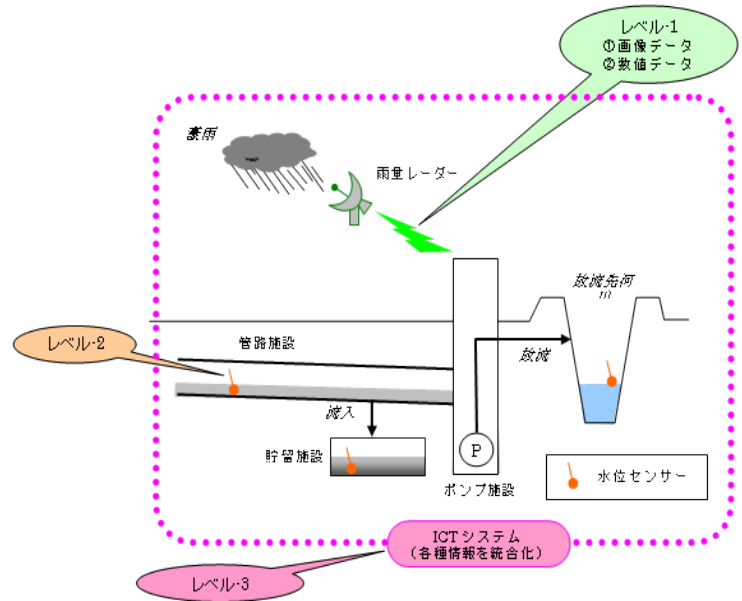 レベル-1
①画像データ
②数値データ
豪雨
雨量レーダー
放流先河
管路施設
レベル-2
放流
流入
貯留施設
P
ポンプ施設
水位センサー
ICTシステム
(各種情報を統合化)
レベル-3